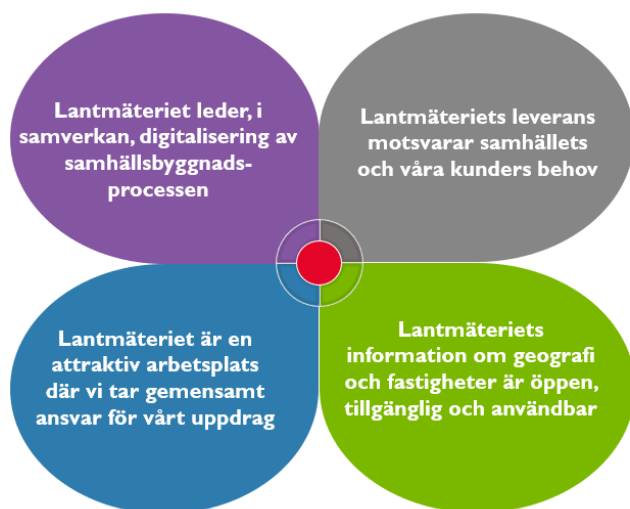 Lantmäteriet leder, i
samverkan, digitalisering av
samhällsbyggnads-
processen
Lantmäteriets leverans
motsvarar samhällets
och våra kunders behov
Lantmäteriet är en
attraktiv arbetsplats
där vi tar gemensamt
ansvar för vårt uppdrag
Lantmäteriets
information om geografi
och fastigheter är öppen,
tillgänglig och användbar